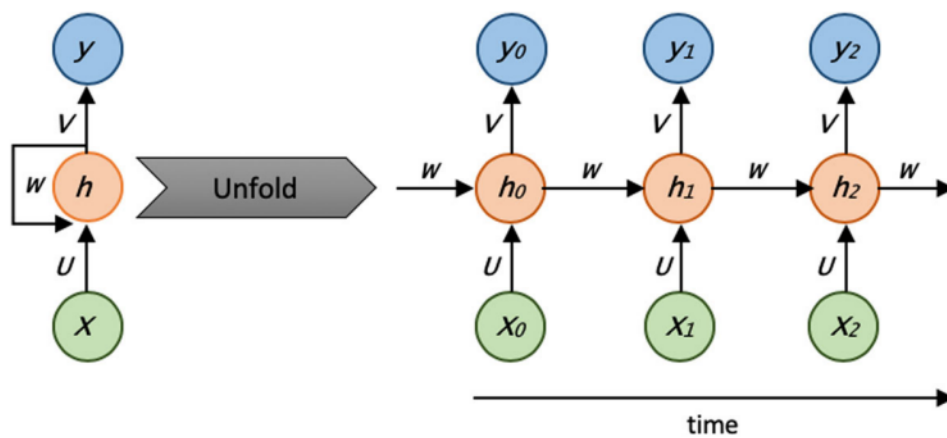 y y₀ y₁ y₂
V V V V
W h Unfold W h₀ W h₁ W h₂ W
U U U U
X X₀ X₁ X₂
time